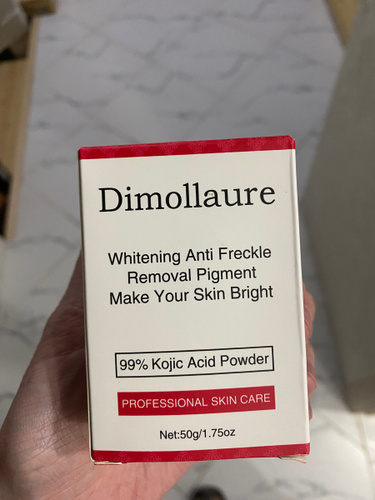 Dimollaure
Whitening Anti Freckle
Removal Pigment
Make Your Skin Bright
99% Kojic Acid Powder
PROFESSIONAL SKIN CARE
Net:50g/1.75oz